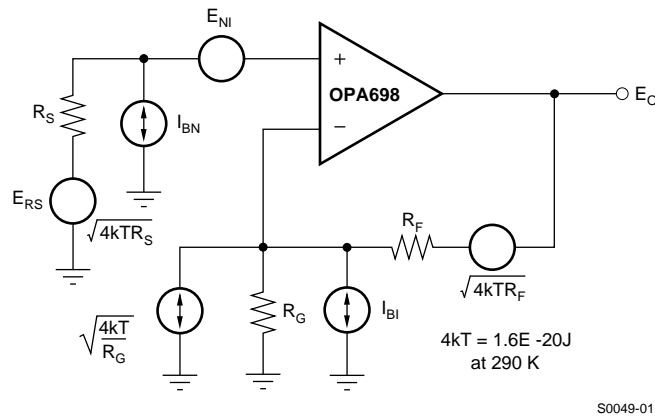 E_NI
+
OPA698
−
E_O
R_S
I_BN
E_RS
√4kTR_S
R_F
√4kTR_F
√4kT/R_G
R_G
I_BI
4kT = 1.6E -20J
at 290 K
S0049-01